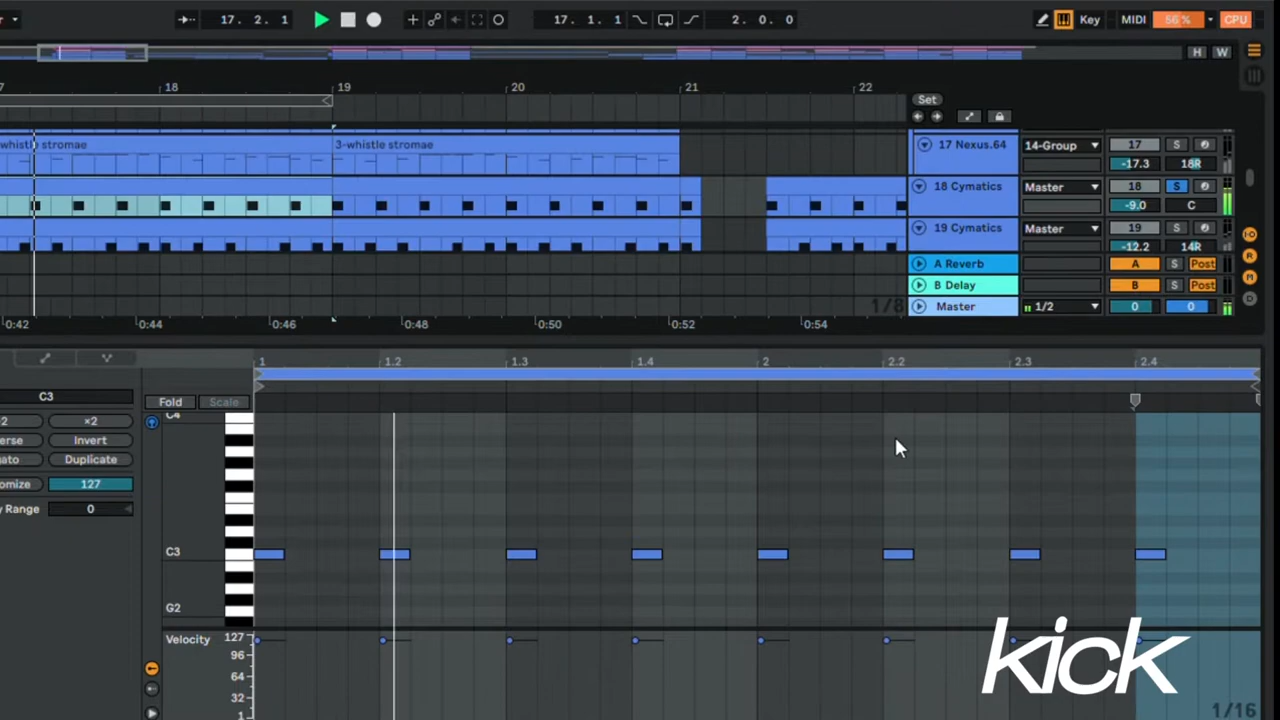 17. 2. 1 17. 1. 1 2. 0. 0 Key MIDI 56 % CPU
H W
18 19 20 21 22 Set
whistle stromae 3-whistle stromae 17 Nexus.64 14-Group 17 S
-17.3 18R
18 Cymatics Master 18 S
-9.0 C
19 Cymatics Master 19 S
-12.2 14R
A Reverb A S Post
B Delay B S Post
1/8 Master 1/2 0 0
0:42 0:44 0:46 0:48 0:50 0:52 0:54
1 1.2 1.3 1.4 2 2.2 2.3 2.4
C3 Fold Scale
C4
:2 ×2
erse Invert
gato Duplicate
omize 127
y Range 0
C3
G2
Velocity 127
96
64
32
1
kick
1/16